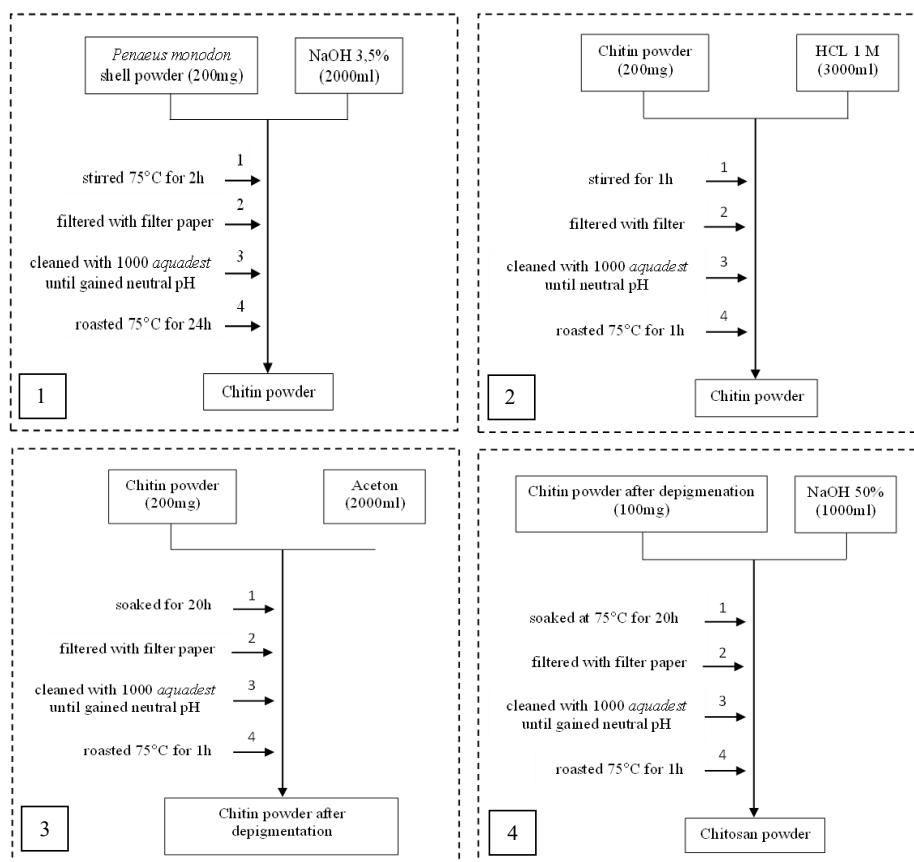 Penaeus monodon
shell powder (200mg)
NaOH 3,5%
(2000ml)
1
stirred 75°C for 2h
2
filtered with filter paper
3
cleaned with 1000 aquadest
until gained neutral pH
4
roasted 75°C for 24h
Chitin powder
1
Chitin powder
(200mg)
HCL 1 M
(3000ml)
1
stirred for 1h
2
filtered with filter
3
cleaned with 1000 aquadest
until neutral pH
4
roasted 75°C for 1h
Chitin powder
2
Chitin powder
(200mg)
Aceton
(2000ml)
1
soaked for 20h
2
filtered with filter paper
3
cleaned with 1000 aquadest
until gained neutral pH
4
roasted 75°C for 1h
Chitin powder after
depigmentation
3
Chitin powder after depigmenation
(100mg)
NaOH 50%
(1000ml)
1
soaked at 75°C for 20h
2
filtered with filter paper
3
cleaned with 1000 aquadest
until gained neutral pH
4
roasted 75°C for 1h
Chitosan powder
4